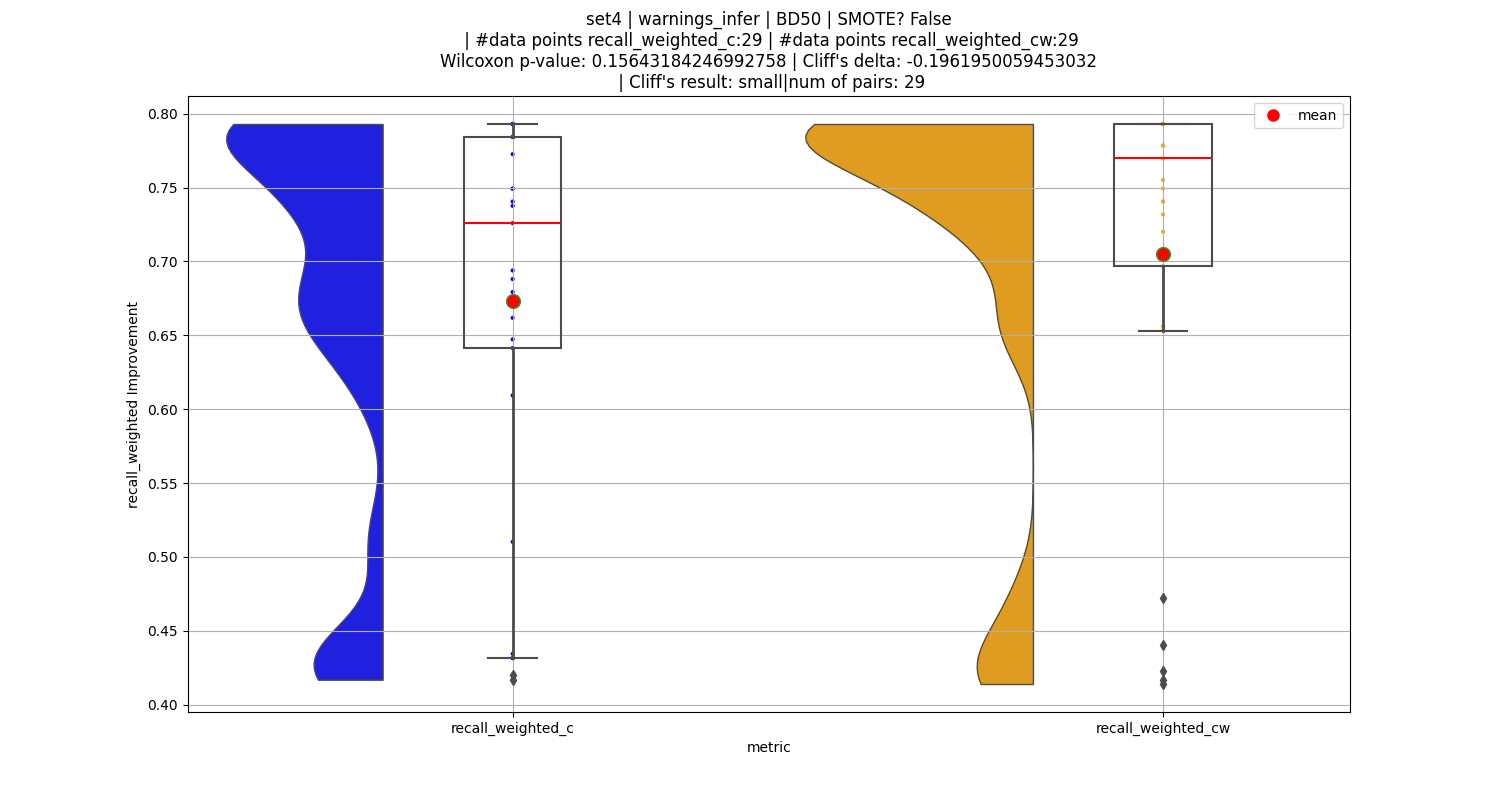 set4 | warnings_infer | BD50 | SMOTE? False
| #data points recall_weighted_c:29 | #data points recall_weighted_cw:29
Wilcoxon p-value: 0.15643184246992758 | Cliff's delta: -0.1961950059453032
| Cliff's result: small|num of pairs: 29
mean
0.80
0.75
0.70
0.65
0.60
0.55
0.50
0.45
0.40
recall_weighted Improvement
recall_weighted_c
recall_weighted_cw
metric